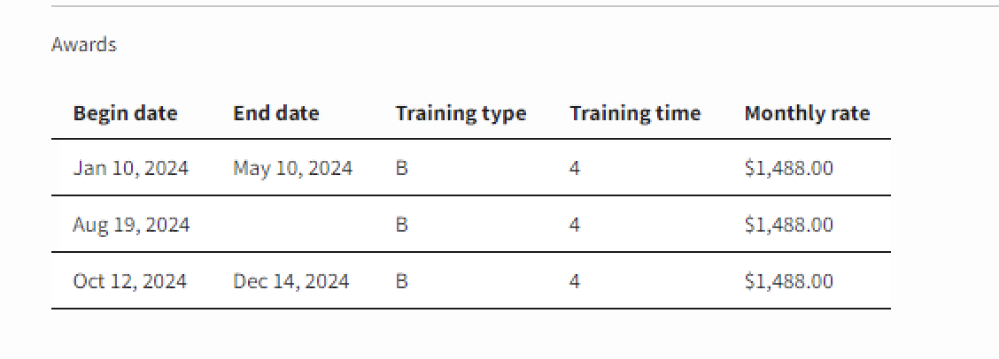 Awards
Begin date End date Training type Training time Monthly rate
Jan 10, 2024 May 10, 2024 B 4 $1,488.00
Aug 19, 2024 B 4 $1,488.00
Oct 12, 2024 Dec 14, 2024 B 4 $1,488.00